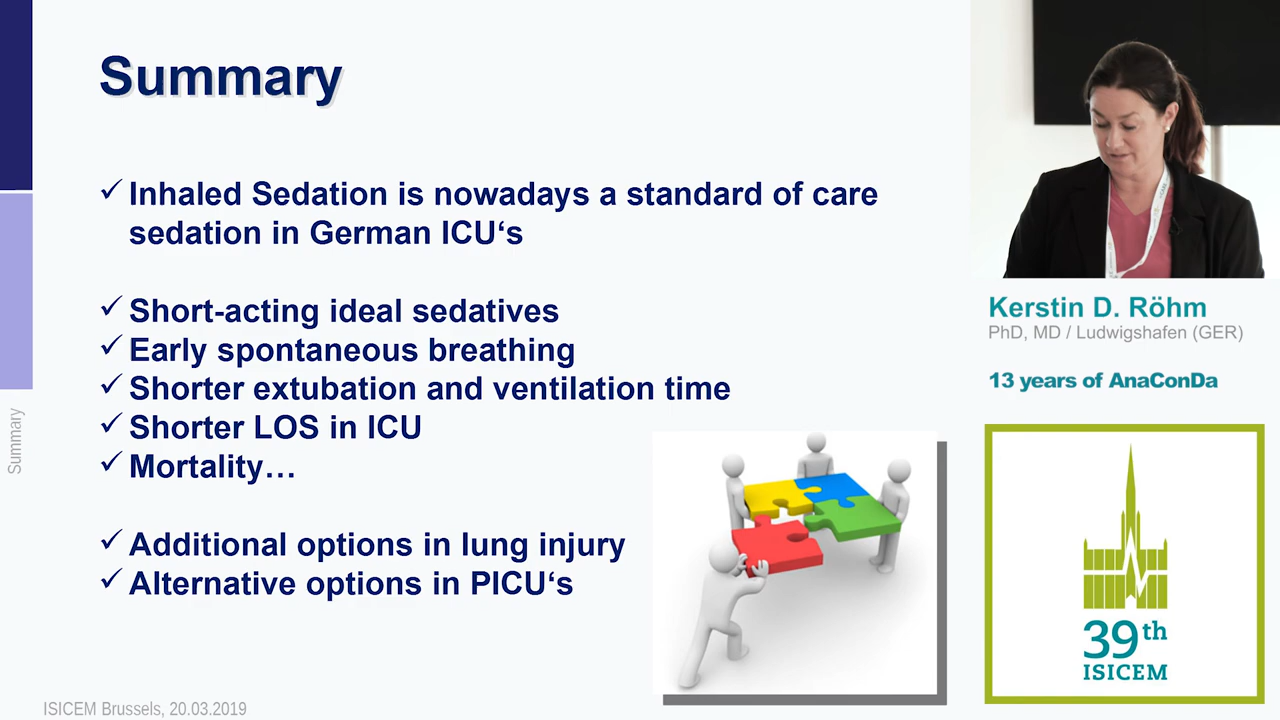 Summary
✓ Inhaled Sedation is nowadays a standard of care
sedation in German ICU‘s
✓ Short-acting ideal sedatives
✓ Early spontaneous breathing
✓ Shorter extubation and ventilation time
✓ Shorter LOS in ICU
✓ Mortality…
✓ Additional options in lung injury
✓ Alternative options in PICU‘s
Summary
ISICEM Brussels, 20.03.2019
Kerstin D. Röhm
PhD, MD / Ludwigshafen (GER)
13 years of AnaConDa
39th
ISICEM